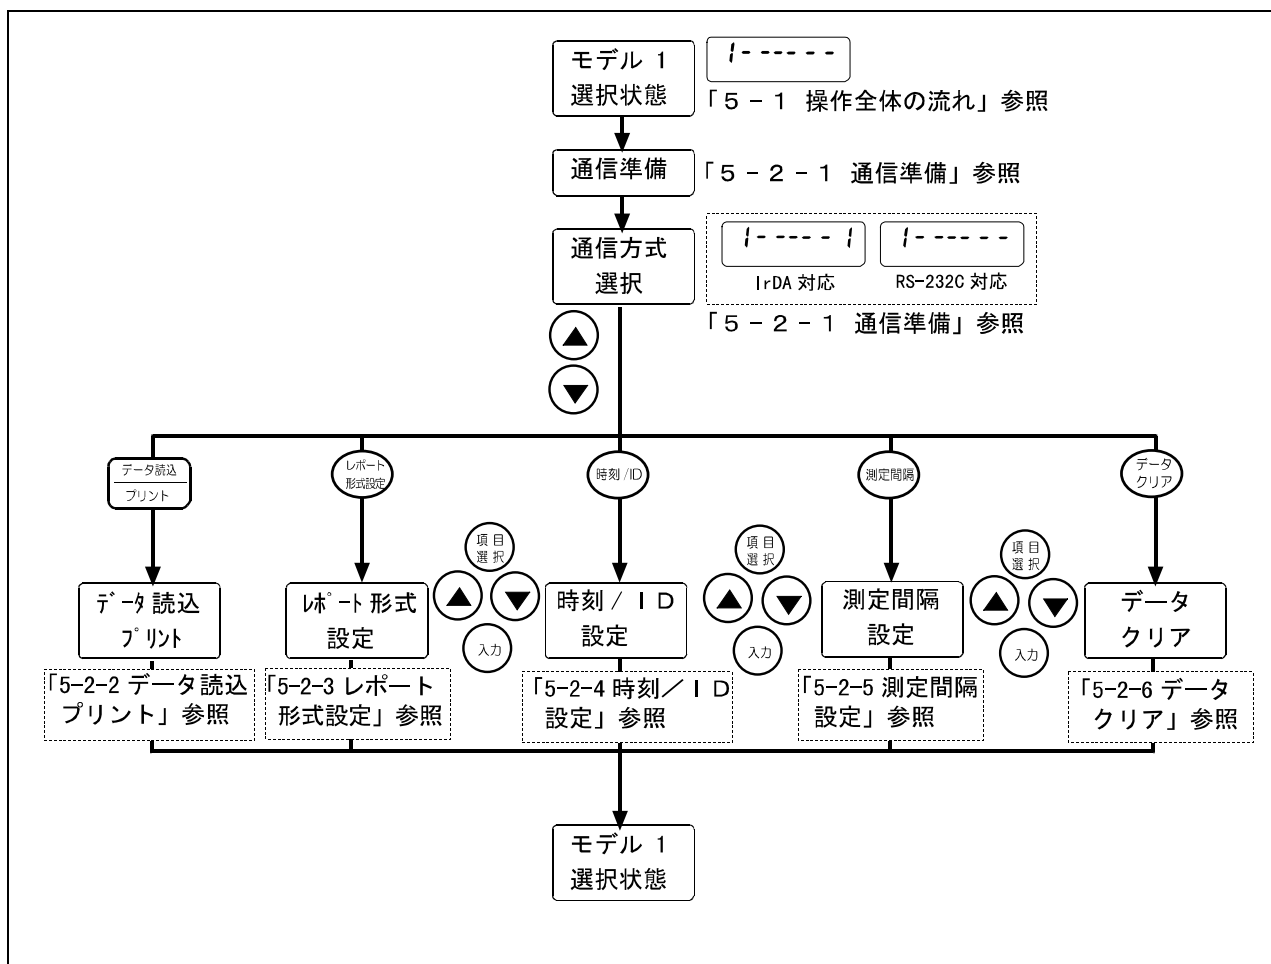 モデル 1
選択状態
1------
「5-1 操作全体の流れ」参照
通信準備
「5-2-1 通信準備」参照
通信方式
選択
1-----1
1------
IrDA 対応
RS-232C 対応
「5-2-1 通信準備」参照
▲
▼
データ読込
プリント
レポート
形式設定
時刻/ID
測定間隔
データ
クリア
項目
選択
▲ ▼
入力
項目
選択
▲ ▼
入力
項目
選択
▲ ▼
入力
データ読込
プリント
レポート形式
設定
時刻/ID
設定
測定間隔
設定
データ
クリア
「5-2-2 データ読込
プリント」参照
「5-2-3 レポート
形式設定」参照
「5-2-4 時刻/ID
設定」参照
「5-2-5 測定間隔
設定」参照
「5-2-6 データ
クリア」参照
モデル 1
選択状態